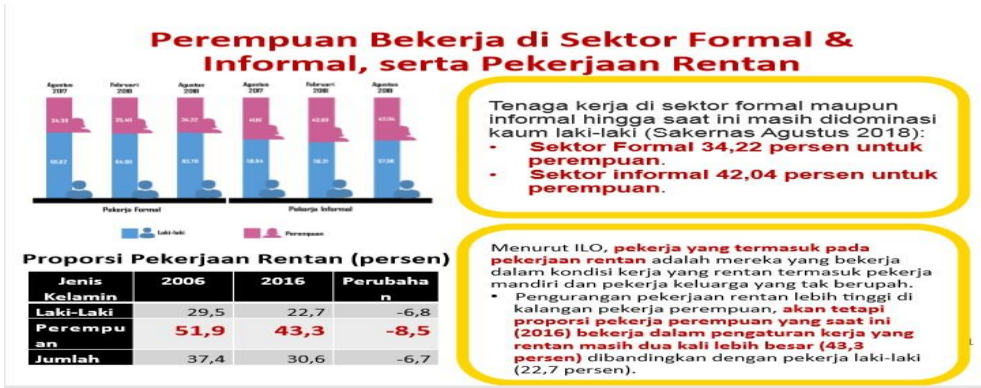 Perempuan Bekerja di Sektor Formal &
Informal, serta Pekerjaan Rentan
Agustus 2017
Februari 2018
Agustus 2018
Agustus 2017
Februari 2018
Agustus 2018
34,22
42,04
Pekerja Formal
Pekerja Informal
Laki-laki
Perempuan
Tenaga kerja di sektor formal maupun
informal hingga saat ini masih didominasi
kaum laki-laki (Sakernas Agustus 2018):
• Sektor Formal 34,22 persen untuk
perempuan.
• Sektor informal 42,04 persen untuk
perempuan.
Proporsi Pekerjaan Rentan (persen)
Jenis Kelamin 2006 2016 Perubahan
Laki-Laki 29,5 22,7 -6,8
Perempuan 51,9 43,3 -8,5
Jumlah 37,4 30,6 -6,7
Menurut ILO, pekerja yang termasuk pada
pekerjaan rentan adalah mereka yang bekerja
dalam kondisi kerja yang rentan termasuk pekerja
mandiri dan pekerja keluarga yang tak berupah.
• Pengurangan pekerjaan rentan lebih tinggi di
kalangan pekerja perempuan, akan tetapi
proporsi pekerja perempuan yang saat ini
(2016) bekerja dalam pengaturan kerja yang
rentan masih dua kali lebih besar (43,3
persen) dibandingkan dengan pekerja laki-laki
(22,7 persen).